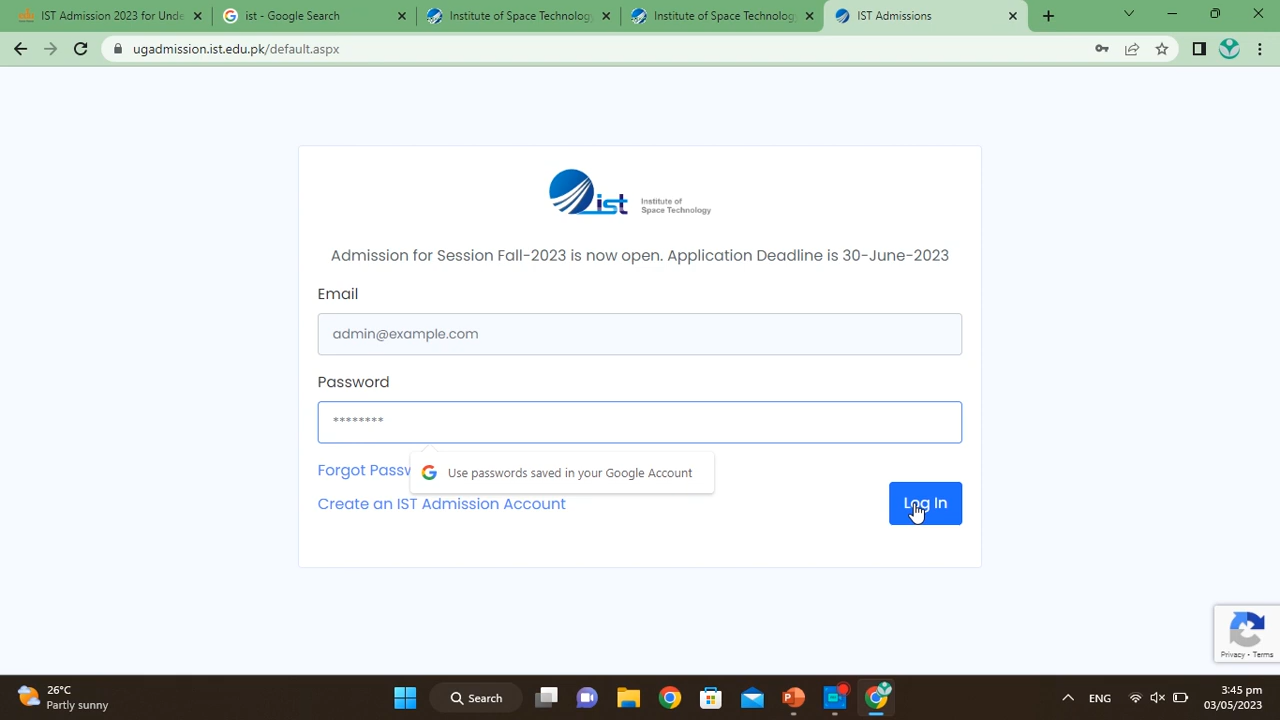 IST Admission 2023 for Unde
ist - Google Search
Institute of Space Technology
Institute of Space Technology
IST Admissions
ugadmission.ist.edu.pk/default.aspx
ist Institute of
Space Technology
Admission for Session Fall-2023 is now open. Application Deadline is 30-June-2023
Email
admin@example.com
Password
********
Forgot Passw
Use passwords saved in your Google Account
Create an IST Admission Account
Log In
Privacy - Terms
26°C
Partly sunny
Search
ENG
3:45 pm
03/05/2023